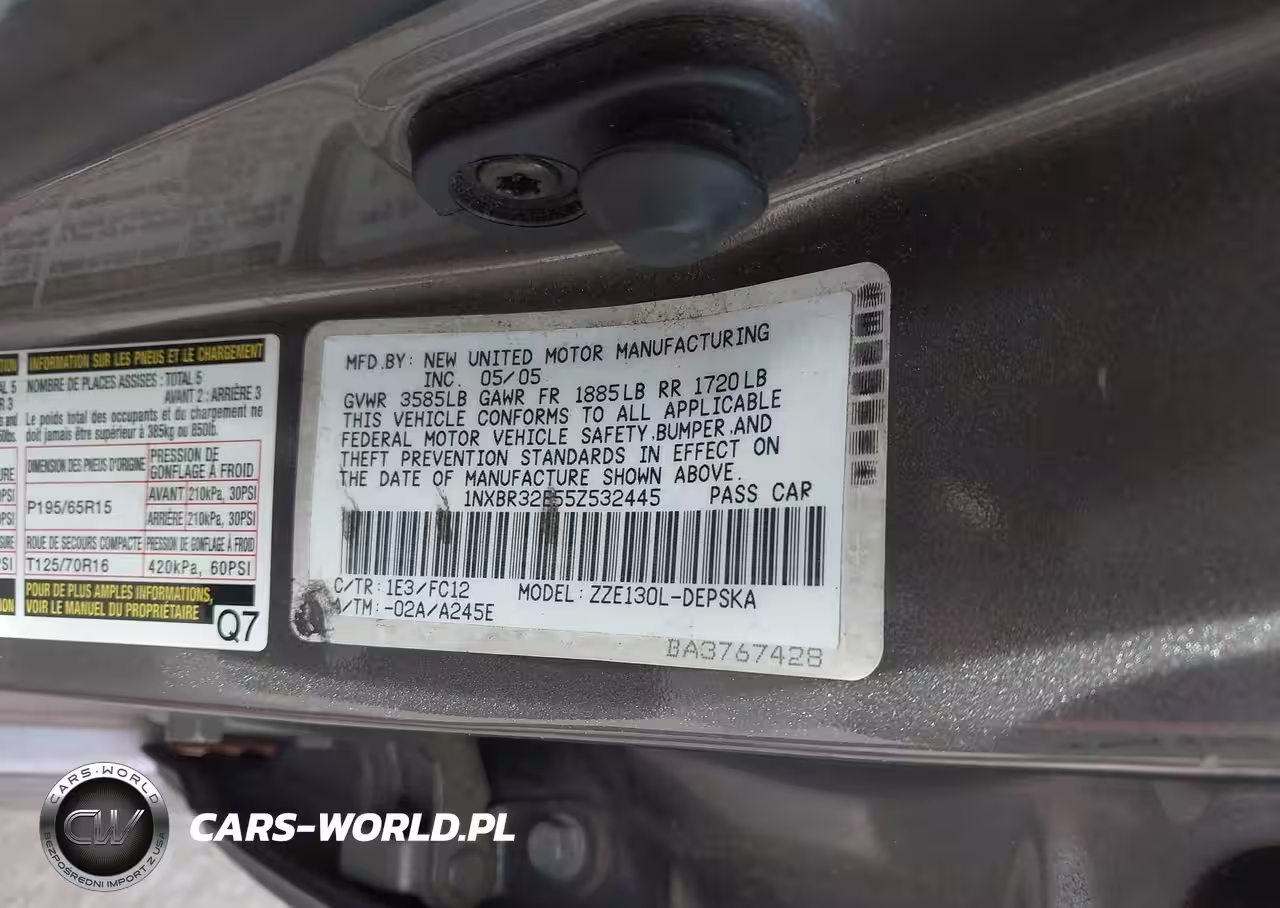 INFORMATION SUR LES PNEUS ET LE CHARGEMENT
NOMBRE DE PLACES ASSISES : TOTAL 5
AVANT 2 : ARRIÈRE 3
Le poids total des occupants et du chargement ne
doit jamais être supérieur à 385kg ou 850lb.
DIMENSION DES PNEUS D'ORIGINE PRESSION DE GONFLAGE À FROID
P195/65R15 AVANT 210kPa, 30PSI
ARRIÈRE 210kPa, 30PSI
ROUE DE SECOURS COMPACTE PRESSION DE GONFLAGE À FROID
T125/70R16 420kPa, 60PSI
POUR DE PLUS AMPLES INFORMATIONS,
VOIR LE MANUEL DU PROPRIÉTAIRE
Q7
MFD.BY: NEW UNITED MOTOR MANUFACTURING
INC. 05/05
GVWR 3585LB GAWR FR 1885LB RR 1720LB
THIS VEHICLE CONFORMS TO ALL APPLICABLE
FEDERAL MOTOR VEHICLE SAFETY,BUMPER,AND
THEFT PREVENTION STANDARDS IN EFFECT ON
THE DATE OF MANUFACTURE SHOWN ABOVE.
1NXBR32E55Z532445 PASS CAR
C/TR: 1E3/FC12 MODEL: ZZE130L-DEPSKA
A/TM: -02A/A245E
BA3767428
CARS-WORLD
CW
BEZPOŚREDNI IMPORT Z USA
CARS-WORLD.PL